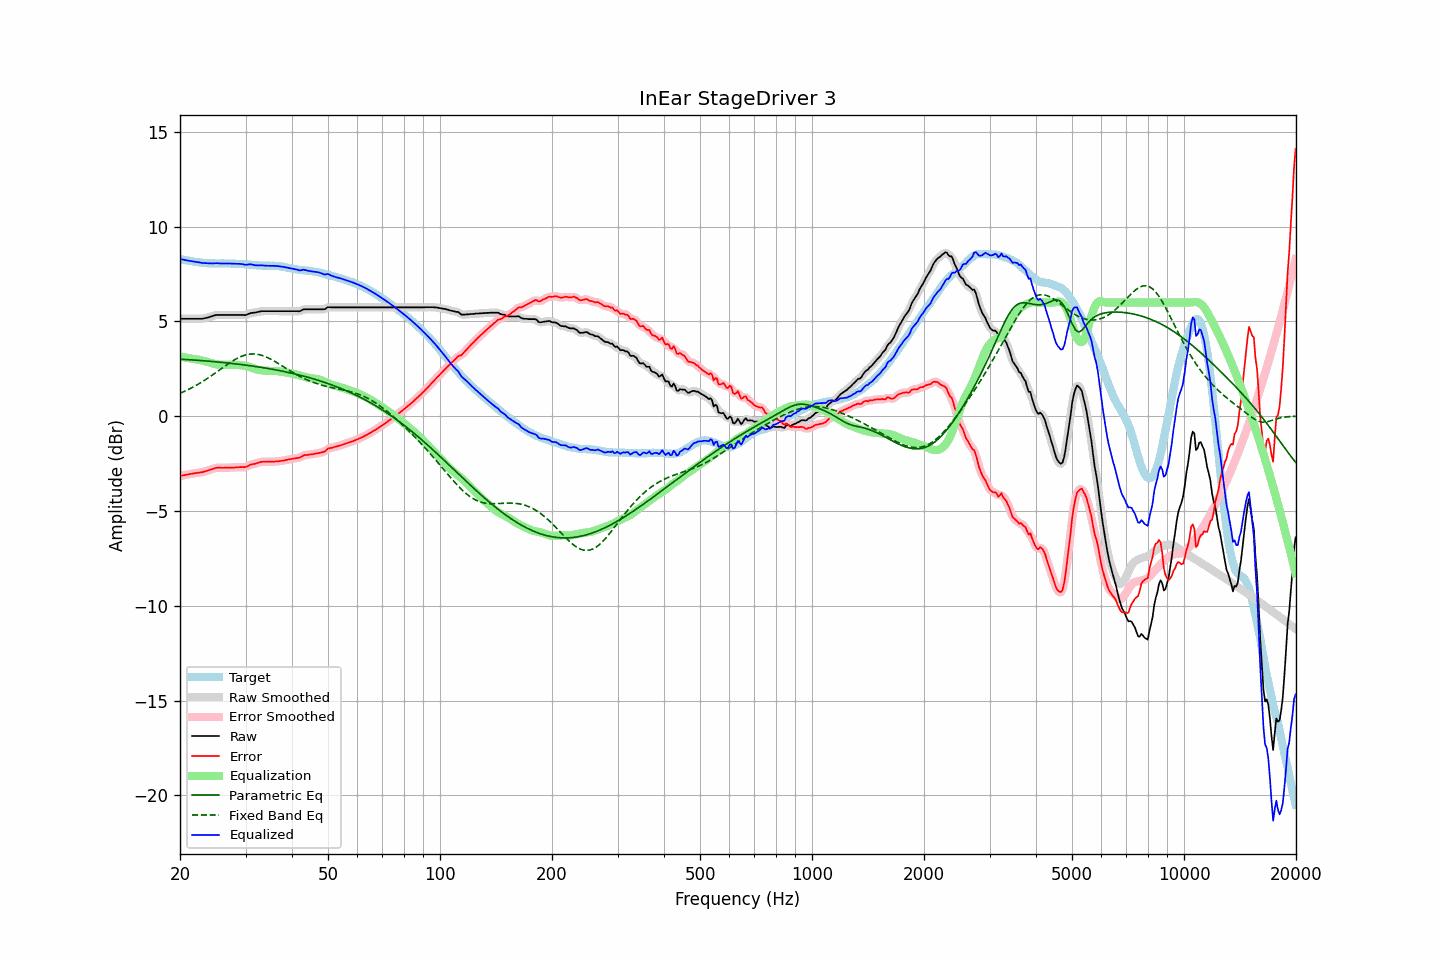 InEar StageDriver 3
15
10
5
0
−5
−10
−15
−20
Amplitude (dBr)
Target
Raw Smoothed
Error Smoothed
Raw
Error
Equalization
Parametric Eq
Fixed Band Eq
Equalized
20
50
100
200
500
1000
2000
5000
10000
20000
Frequency (Hz)